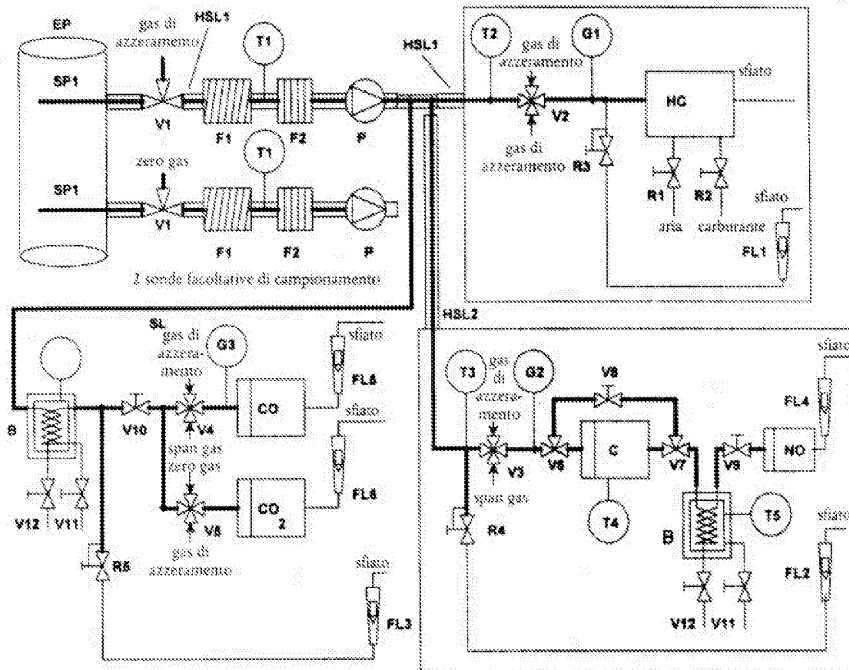 EP
gas di
azzeramento
HSL1
T1
SP1
V1
F1
F2
P
zero gas
T1
SP1
V1
F1
F2
P
2 sonde facoltative di campionamento
HSL1
T2
gas di
azzeramento
G1
V2
gas di
azzeramento
HC
sfiato
R3
R1
R2
aria
carburante
sfiato
FL1
HSL2
SL
gas di
azzera-
mento
G3
sfiato
FL5
B
V10
V4
CO
span gas
zero gas
sfiato
FL6
V5
CO
2
gas di
azzeramento
V12
V11
R5
sfiato
FL3
T3
gas di
azzera-
mento
G2
V8
sfiato
FL4
V3
V6
C
V7
V9
NO
span gas
R4
T4
B
T5
sfiato
FL2
V12
V11